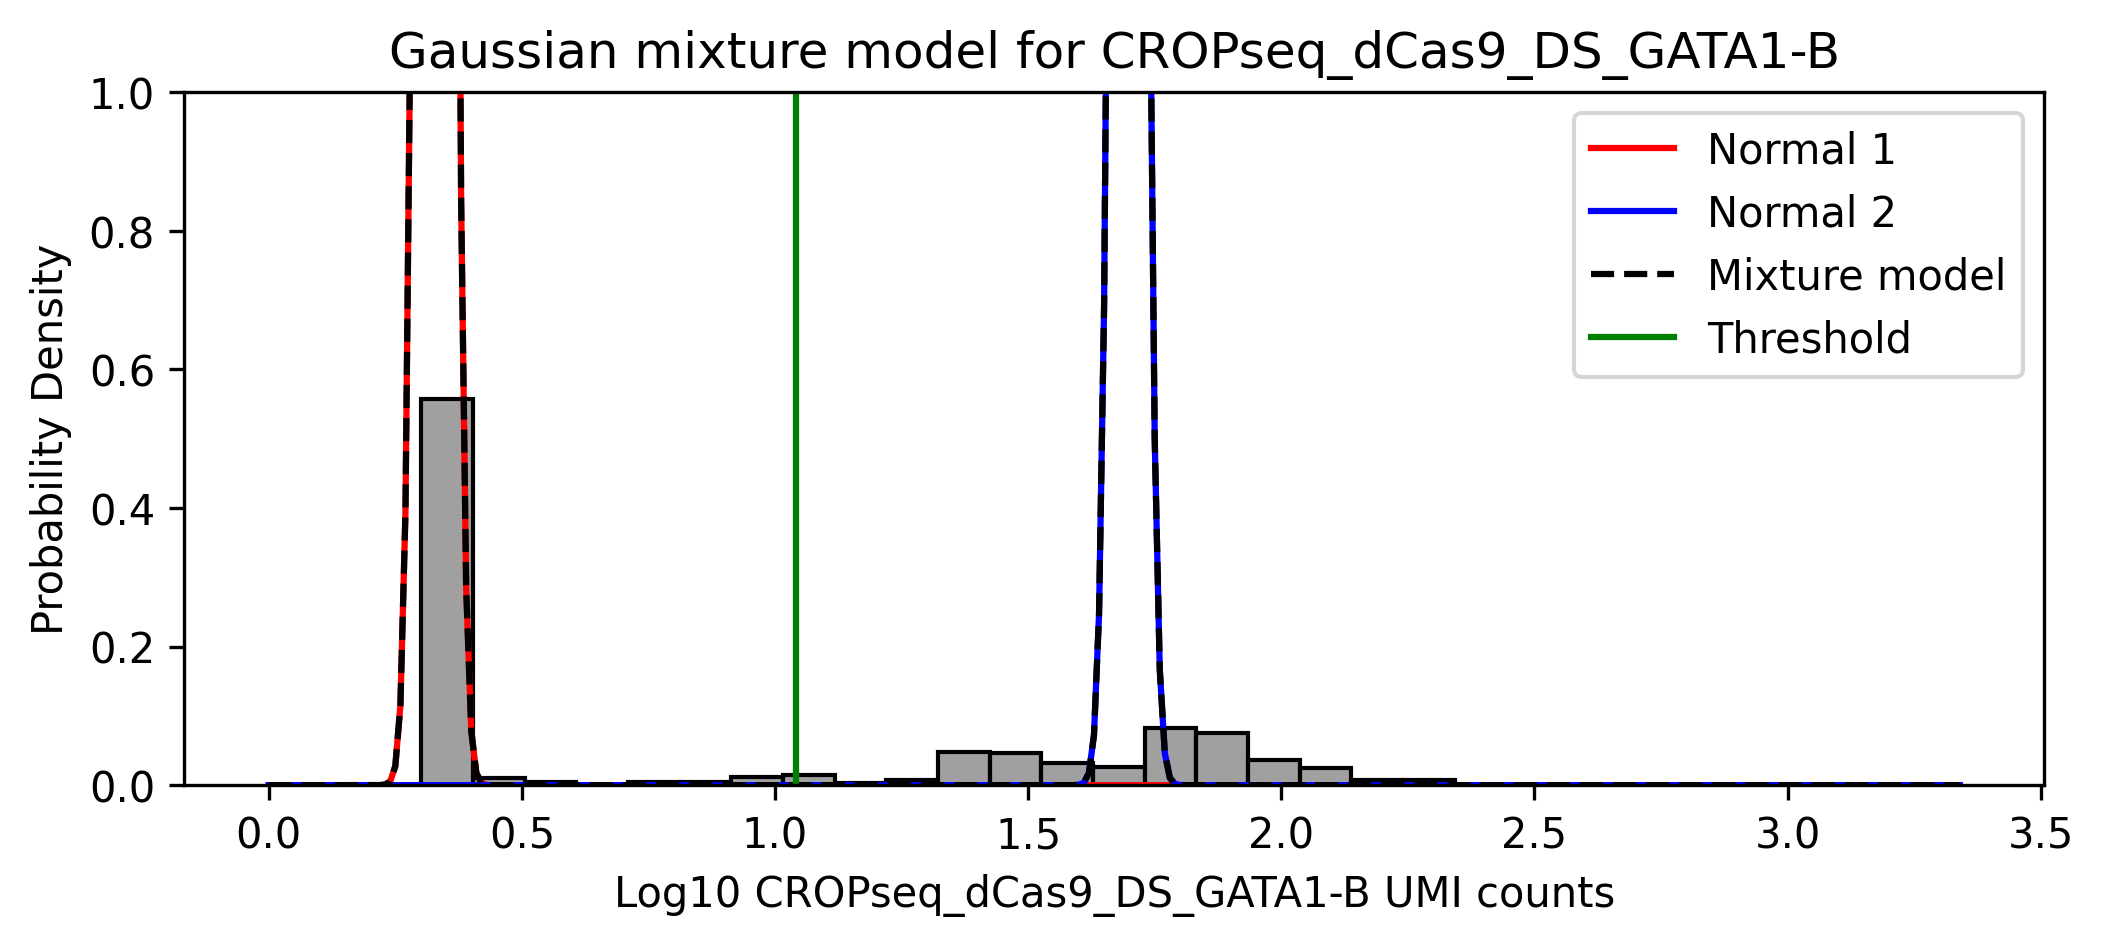 Gaussian mixture model for CROPseq_dCas9_DS_GATA1-B
1.0
0.8
0.6
0.4
0.2
0.0
Probability Density
Normal 1
Normal 2
Mixture model
Threshold
0.0 0.5 1.0 1.5 2.0 2.5 3.0 3.5
Log10 CROPseq_dCas9_DS_GATA1-B UMI counts